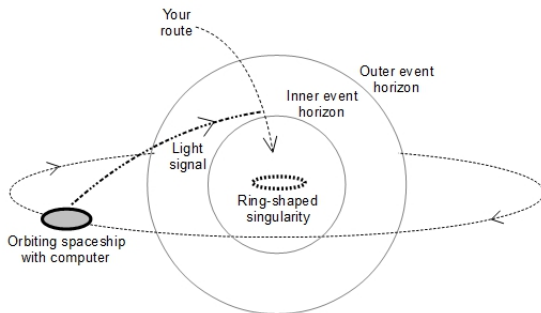 Your
route
Outer event
horizon
Inner event
horizon
Light
signal
Ring-shaped
singularity
Orbiting spaceship
with computer